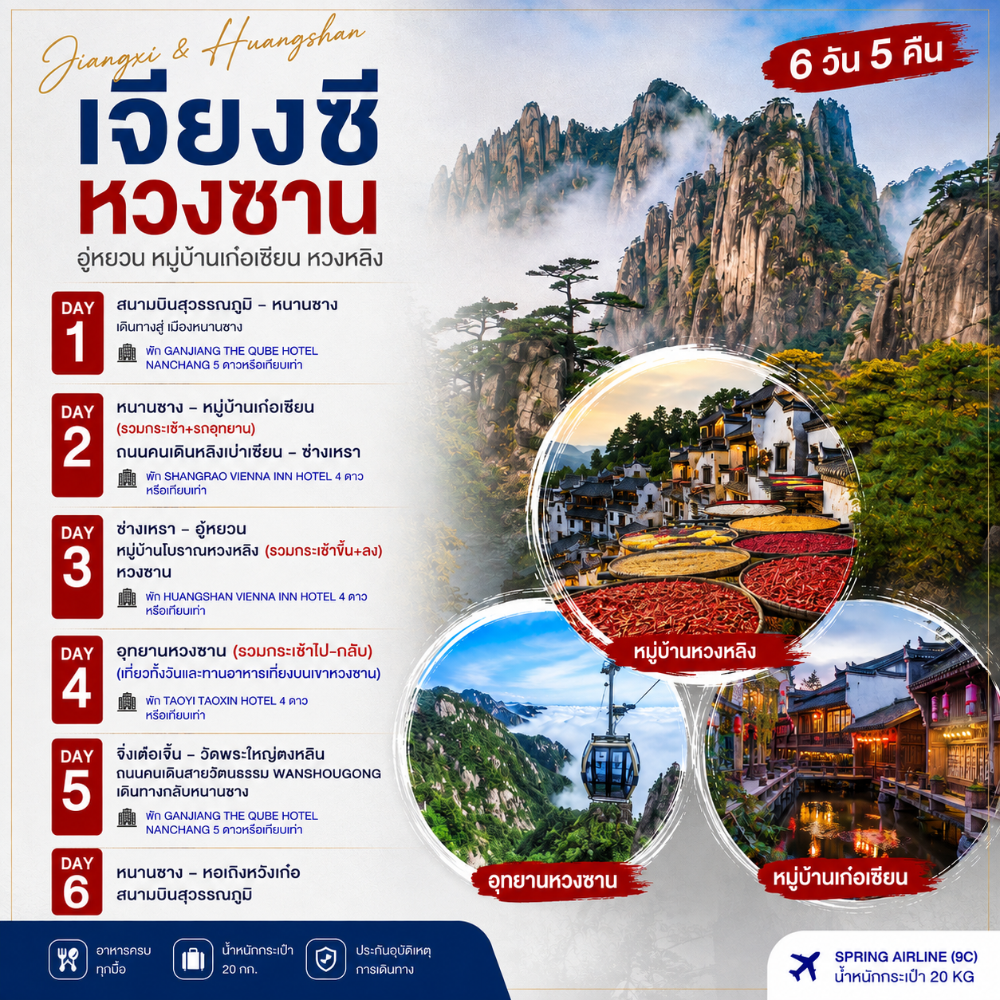 Jiangxi & Huangshan
6 วัน 5 คืน
เจียงซี
หวงซาน
อู่หยวน หมู่บ้านเก๋อเซียน หวงหลิง
DAY
1
สนามบินสุวรรณภูมิ – หนานชาง
เดินทางสู่ เมืองหนานชาง
พัก GANJIANG THE QUBE HOTEL
NANCHANG 5 ดาวหรือเทียบเท่า
DAY
2
หนานชาง – หมู่บ้านเก๋อเซียน
(รวมกระเช้า+รถอุทยาน)
ถนนคนเดินหลิงเป่าเซียน – ซ่างเหรา
พัก SHANGRAO VIENNA INN HOTEL 4 ดาว
หรือเทียบเท่า
DAY
3
ซ่างเหรา – อู้หยวน
หมู่บ้านโบราณหวงหลิง (รวมกระเช้าขึ้น+ลง)
หวงซาน
พัก HUANGSHAN VIENNA INN HOTEL 4 ดาว
หรือเทียบเท่า
DAY
4
อุทยานหวงซาน (รวมกระเช้าไป-กลับ)
(เที่ยวทั้งวันและทานอาหารเที่ยงบนเขาหวงซาน)
พัก TAOYI TAOXIN HOTEL 4 ดาว
หรือเทียบเท่า
DAY
5
จิ่งเต๋อเจิ้น – วัดพระใหญ่ตงหลิน
ถนนคนเดินสายวัตนธรรม WANSHOUGONG
เดินทางกลับหนานชาง
พัก GANJIANG THE QUBE HOTEL
NANCHANG 5 ดาวหรือเทียบเท่า
DAY
6
หนานชาง – หอเถิงหวังเก๋อ
สนามบินสุวรรณภูมิ
หมู่บ้านหวงหลิง
อุทยานหวงซาน
หมู่บ้านเก๋อเซียน
อาหารครบ
ทุกมื้อ
น้ำหนักกระเป๋า
20 กก.
ประกันอุบัติเหตุ
การเดินทาง
SPRING AIRLINE (9C)
น้ำหนักกระเป๋า 20 KG